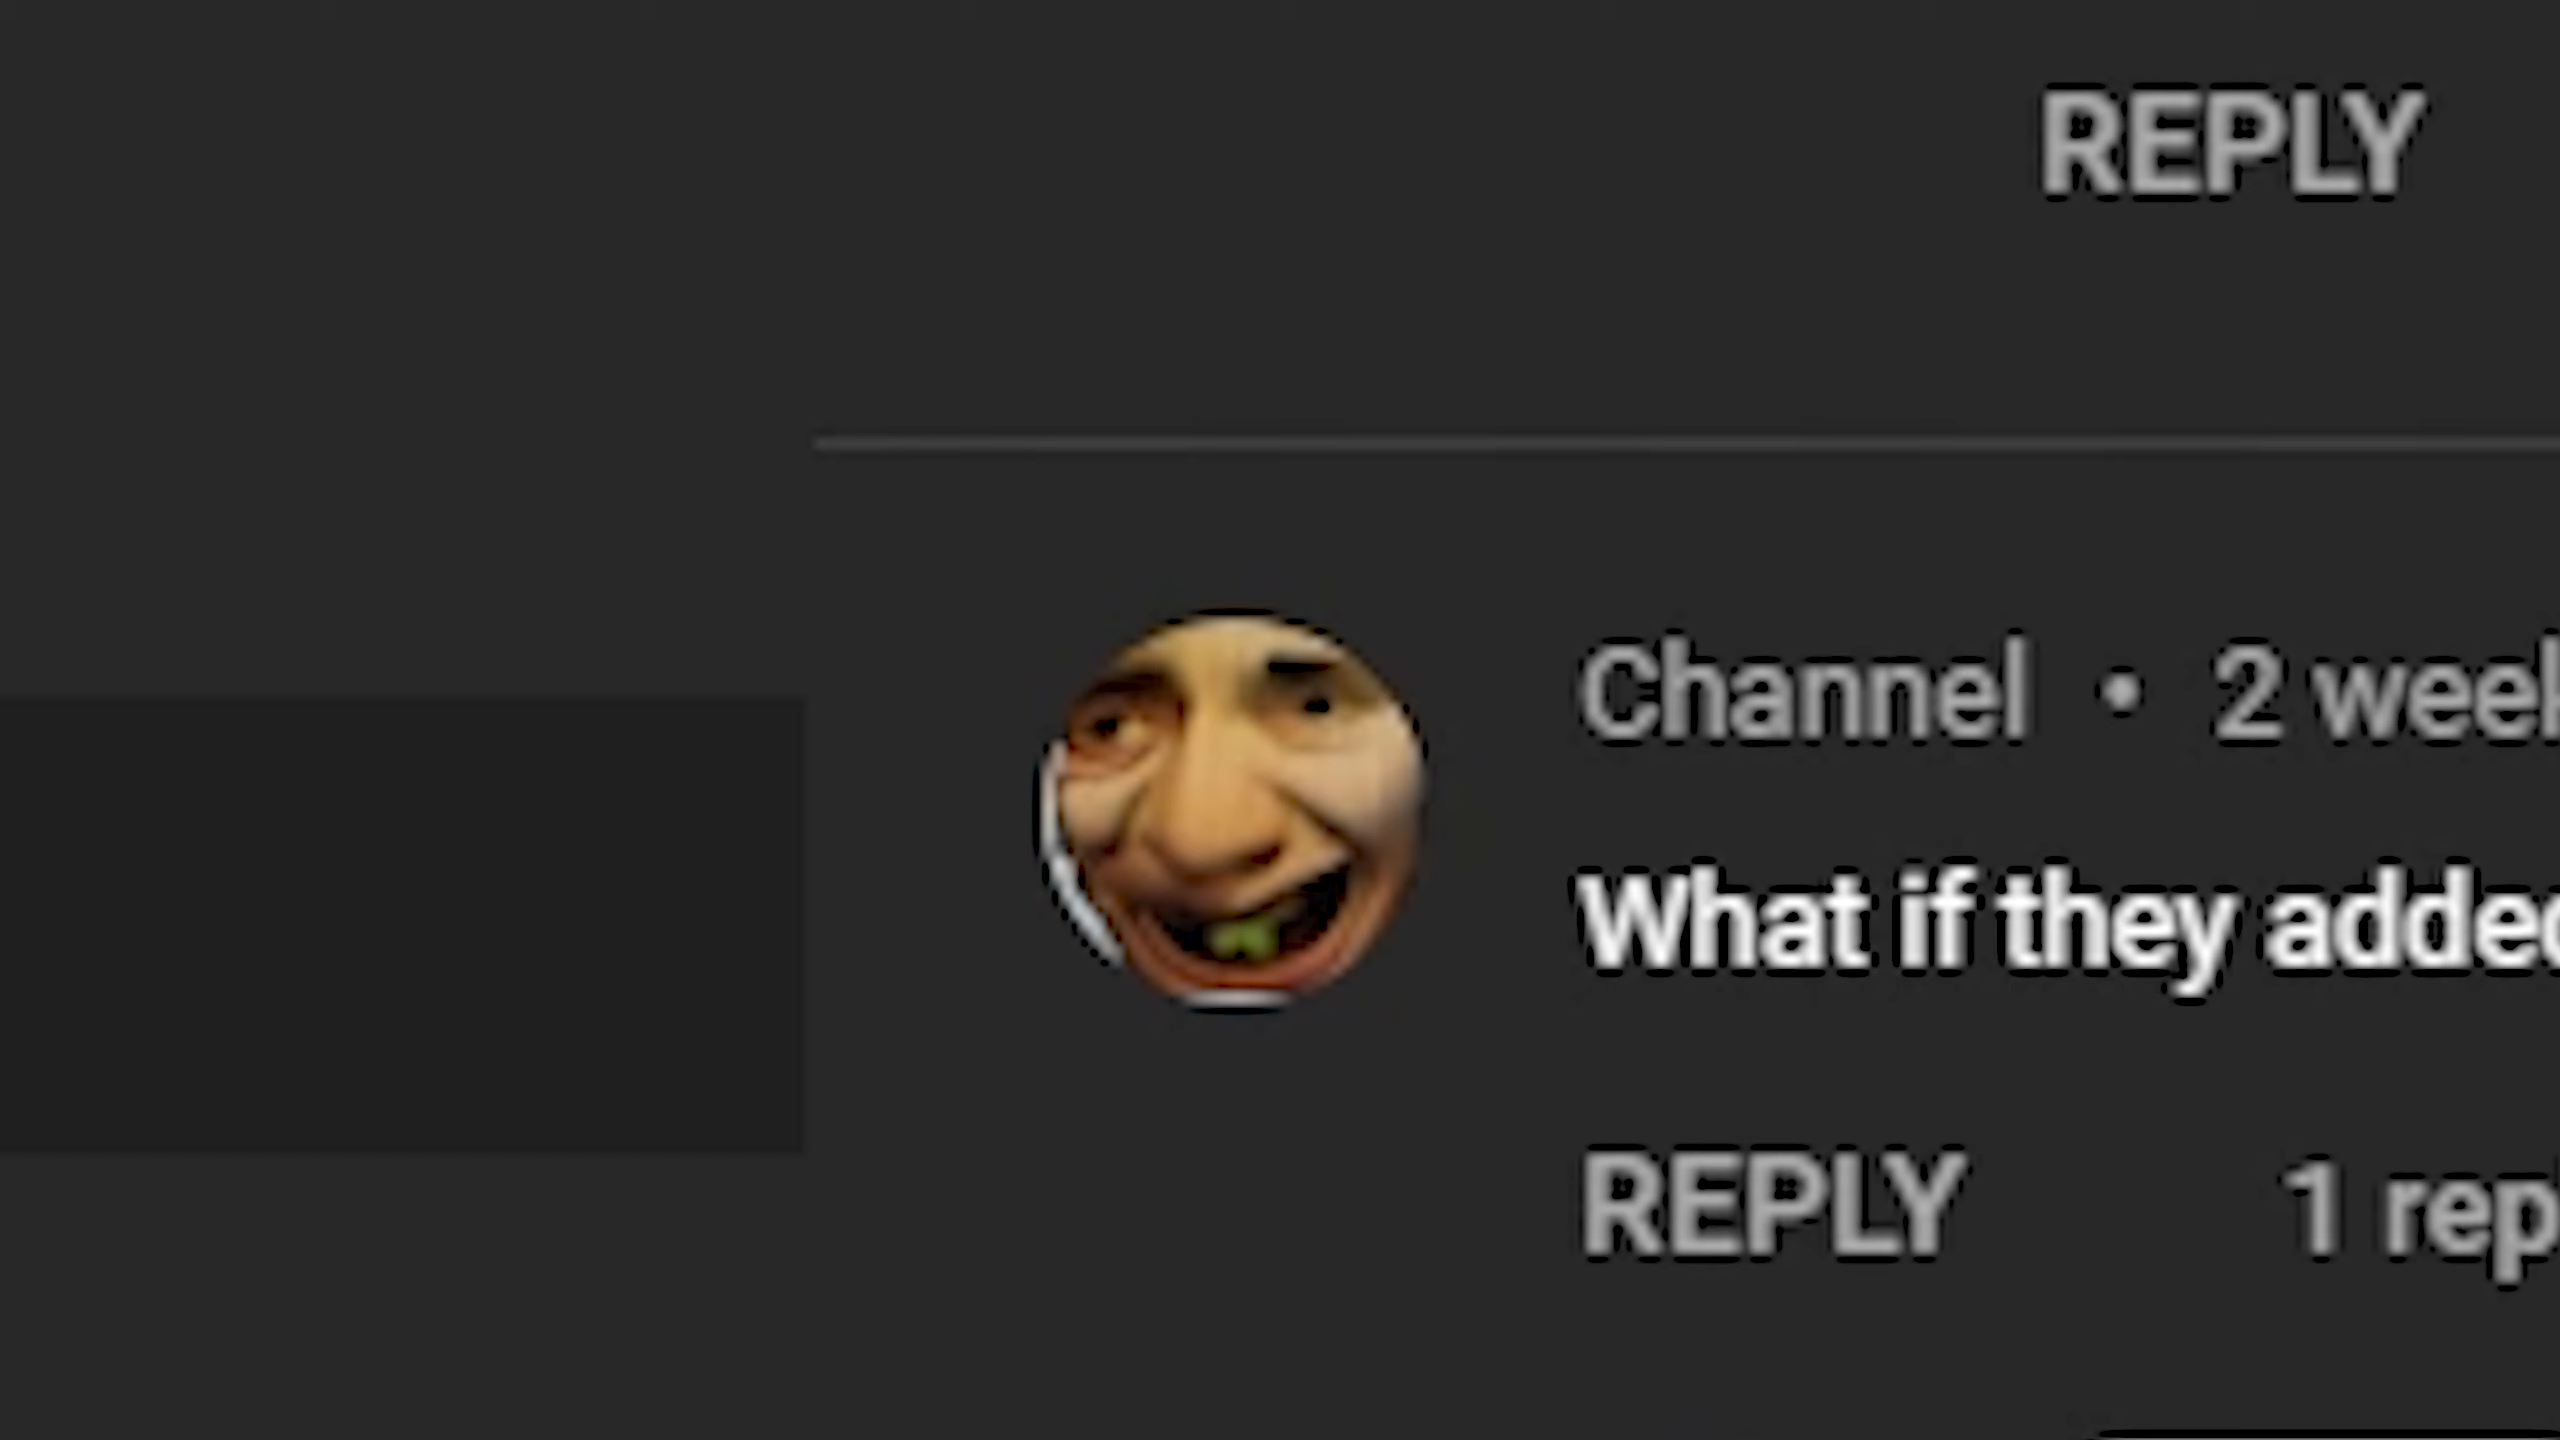 REPLY
Channel • 2 week
What if they added
REPLY 1 rep